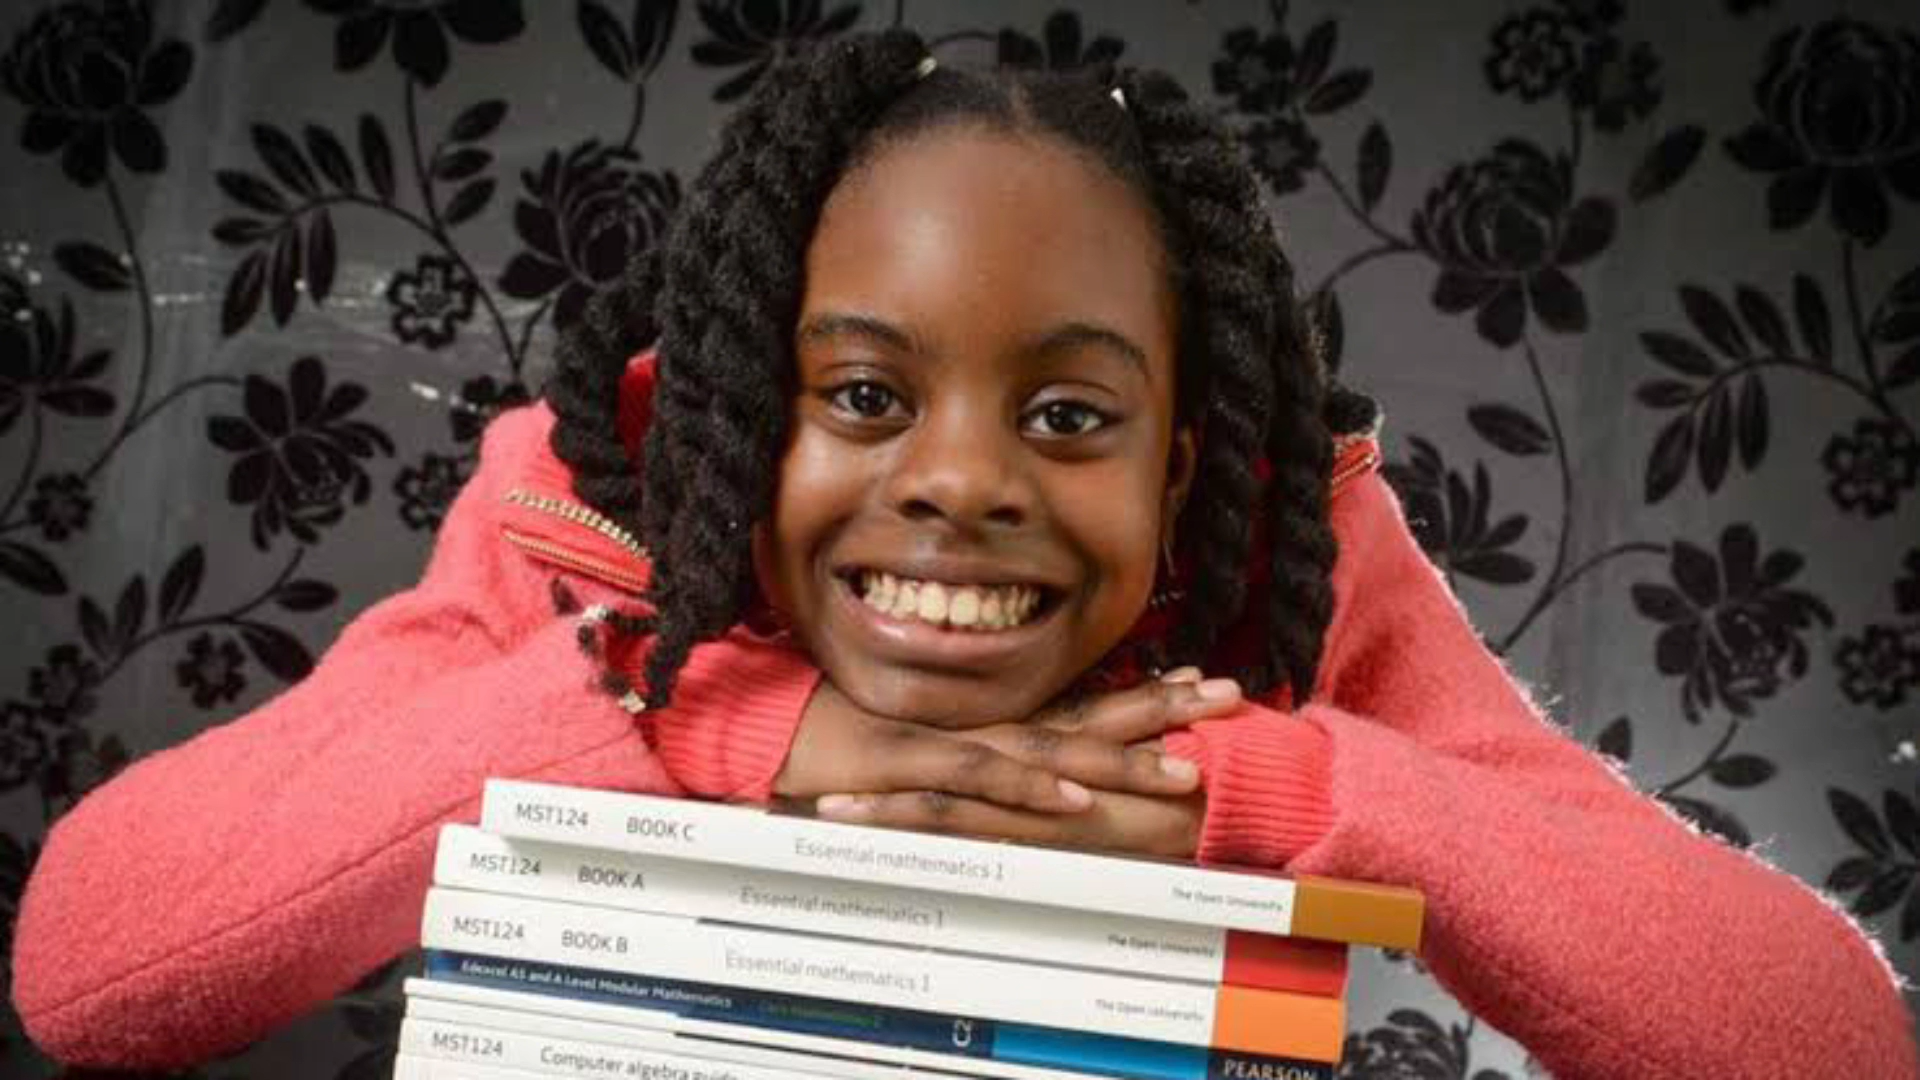 MST124 BOOK C Essential mathematics 1 The Open University
MST124 BOOK A Essential mathematics 1 The Open University
MST124 BOOK B Essential mathematics 1 The Open University
Edexcel AS and A Level Modular Mathematics C2 PEARSON
MST124 Computer algebra guide